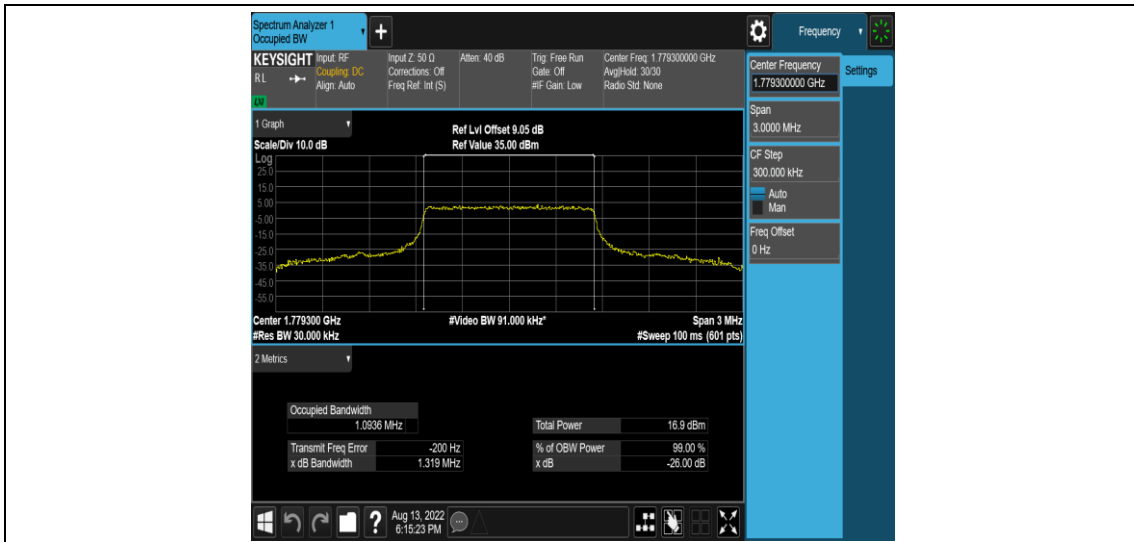 Spectrum Analyzer 1
Occupied BW
+
Frequency
KEYSIGHT
RL
LXI
Input: RF
Coupling: DC
Align: Auto
Input Z: 50 Ω
Corrections: Off
Freq Ref: Int (S)
Atten: 40 dB
Trig: Free Run
Gate: Off
#IF Gain: Low
Center Freq: 1.779300000 GHz
Avg|Hold: 30/30
Radio Std: None
Center Frequency
1.779300000 GHz
Settings
Span
3.0000 MHz
CF Step
300.000 kHz
Auto
Man
Freq Offset
0 Hz
1 Graph
Scale/Div 10.0 dB
Ref Lvl Offset 9.05 dB
Ref Value 35.00 dBm
Log
25.0
15.0
5.00
-5.00
-15.0
-25.0
-35.0
-45.0
-55.0
Center 1.779300 GHz
#Res BW 30.000 kHz
#Video BW 91.000 kHz*
Span 3 MHz
#Sweep 100 ms (601 pts)
2 Metrics
Occupied Bandwidth
1.0936 MHz
Total Power 16.9 dBm
Transmit Freq Error -200 Hz
% of OBW Power 99.00 %
x dB Bandwidth 1.319 MHz
x dB -26.00 dB
?
Aug 13, 2022
6:15:23 PM